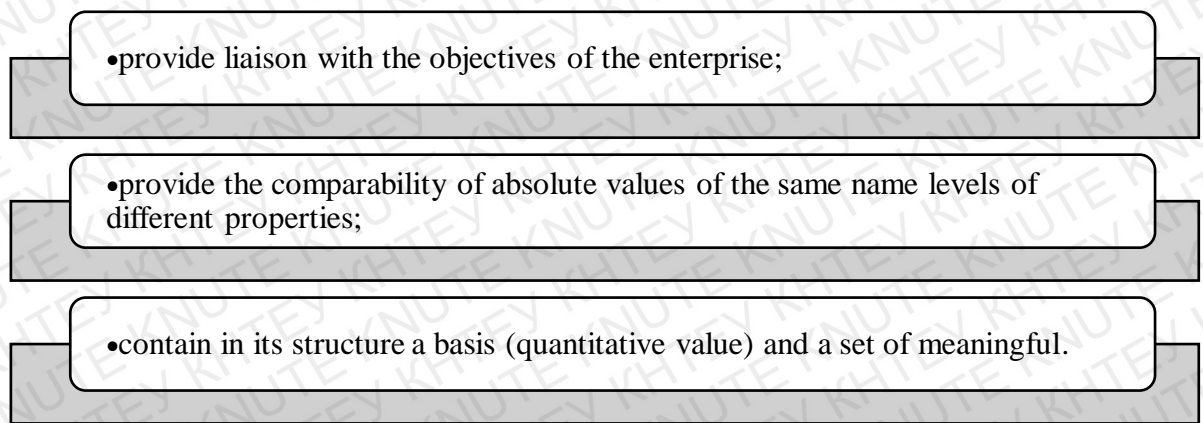 •provide liaison with the objectives of the enterprise;
•provide the comparability of absolute values of the same name levels of
different properties;
•contain in its structure a basis (quantitative value) and a set of meaningful.